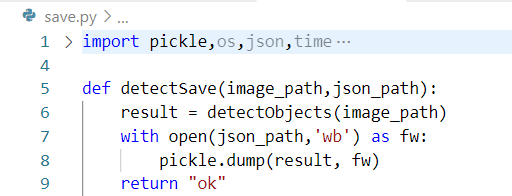 save.py > ...
1 > import pickle,os,json,time...
4
5 def detectSave(image_path,json_path):
6     result = detectObjects(image_path)
7     with open(json_path,'wb') as fw:
8         pickle.dump(result, fw)
9     return "ok"